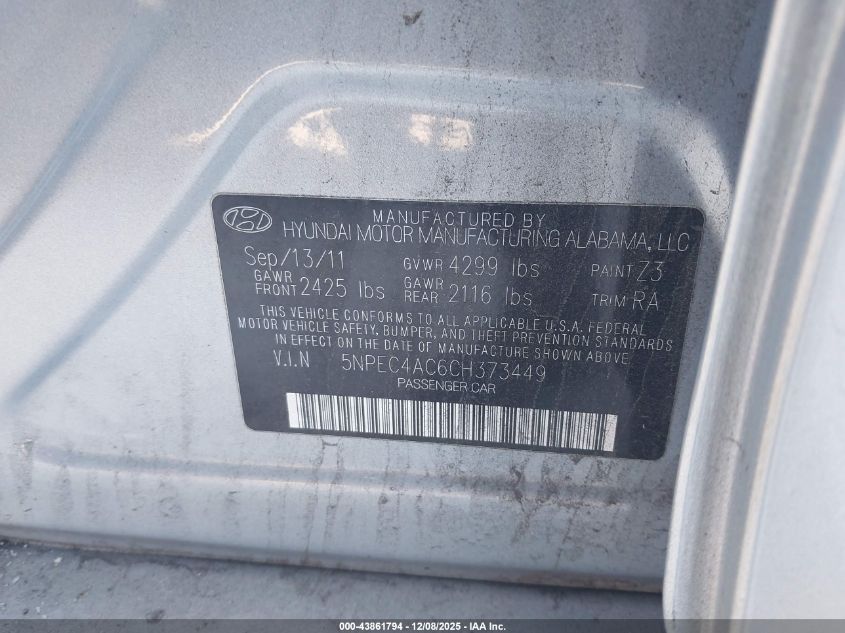 MANUFACTURED BY
HYUNDAI MOTOR MANUFACTURING ALABAMA, LLC
Sep/13/11 GVWR 4299 lbs PAINT Z3
GAWR FRONT 2425 lbs GAWR REAR 2116 lbs TRIM RA
THIS VEHICLE CONFORMS TO ALL APPLICABLE U.S.A. FEDERAL
MOTOR VEHICLE SAFETY, BUMPER, AND THEFT PREVENTION STANDARDS
IN EFFECT ON THE DATE OF MANUFACTURE SHOWN ABOVE.
V.I.N 5NPEC4AC6CH373449
PASSENGER CAR
000-43861794 - 12/08/2025 - IAA Inc.